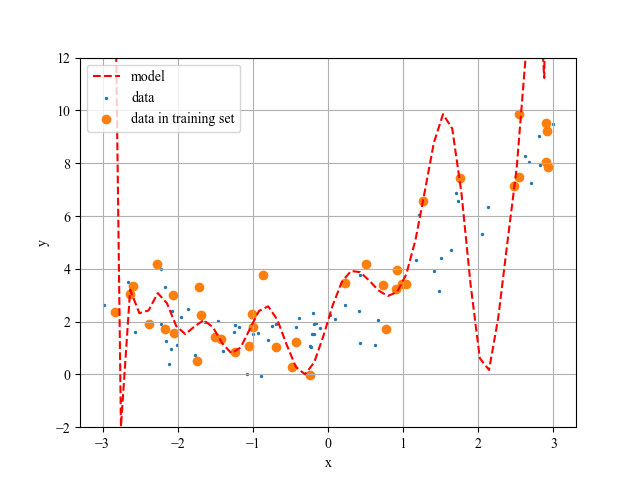 12
10
8
6
4
2
0
−2
y
model
data
data in training set
−3 −2 −1 0 1 2 3
x